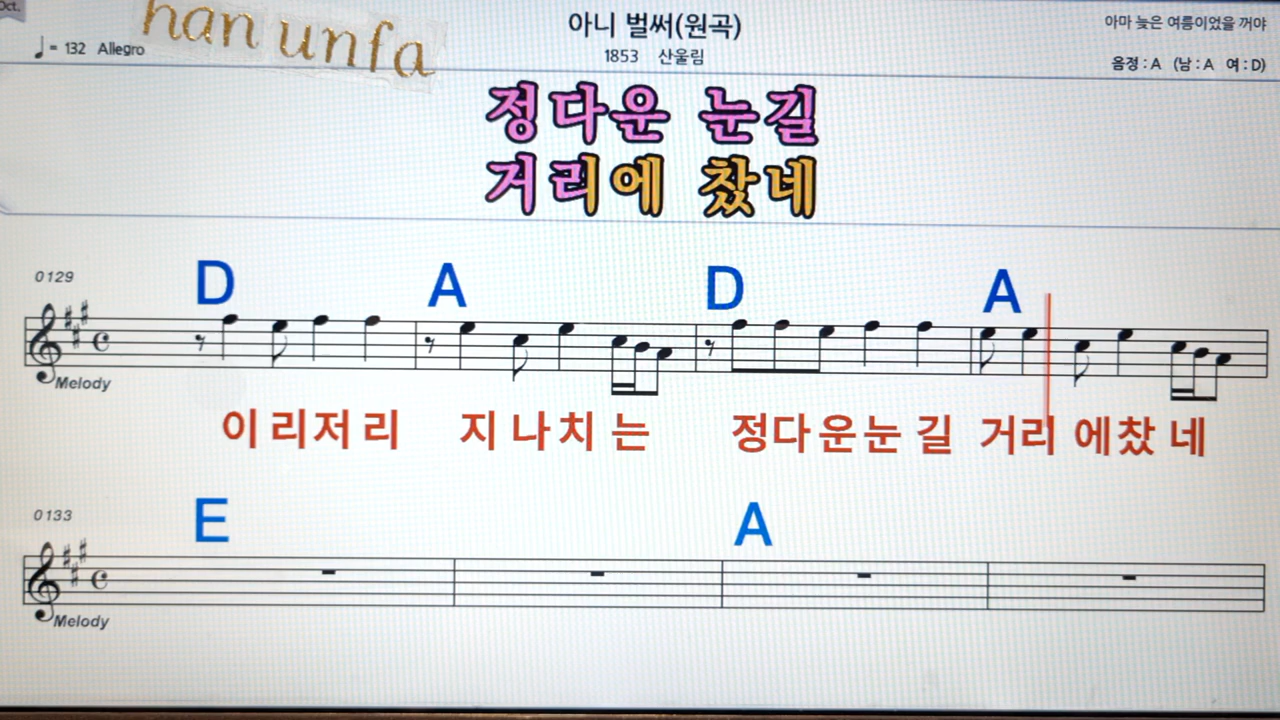 Oct.
han unfa
아니 벌써(원곡)
아마 늦은 여름이었을 꺼야
♩= 132 Allegro
1853 산울림
음정 : A (남 : A 여 : D)
정다운 눈길
거리에 찼네
0129
D A D A
Melody
이리저리 지나치는 정다운눈길 거리에찼네
0133
E A
Melody